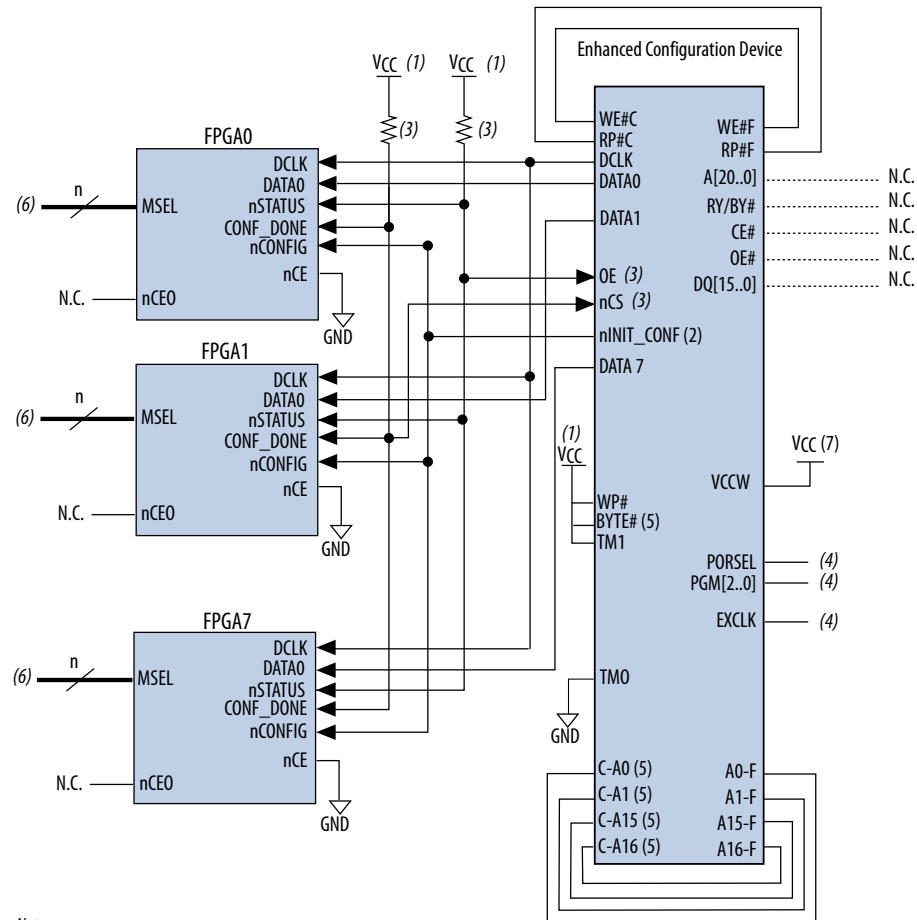 Enhanced Configuration Device
VCC (1)
VCC (1)
(3)
(3)
FPGA0
DCLK
DATA0
nSTATUS
CONF_DONE
nCONFIG
nCE
MSEL
nCEO
n
(6)
N.C.
GND
FPGA1
DCLK
DATA0
nSTATUS
CONF_DONE
nCONFIG
nCE
MSEL
nCEO
n
(6)
N.C.
GND
FPGA7
DCLK
DATA0
nSTATUS
CONF_DONE
nCONFIG
nCE
MSEL
nCEO
n
(6)
N.C.
GND
WE#C
RP#C
DCLK
DATA0
DATA1
OE (3)
nCS (3)
nINIT_CONF (2)
DATA 7
(1)
VCC
WP#
BYTE# (5)
TM1
TM0
GND
C-A0 (5)
C-A1 (5)
C-A15 (5)
C-A16 (5)
WE#F
RP#F
A[20..0]
N.C.
RY/BY#
N.C.
CE#
N.C.
OE#
N.C.
DQ[15..0]
N.C.
VCC (7)
VCCW
PORSEL
(4)
PGM[2..0]
(4)
EXCLK
(4)
A0-F
A1-F
A15-F
A16-F